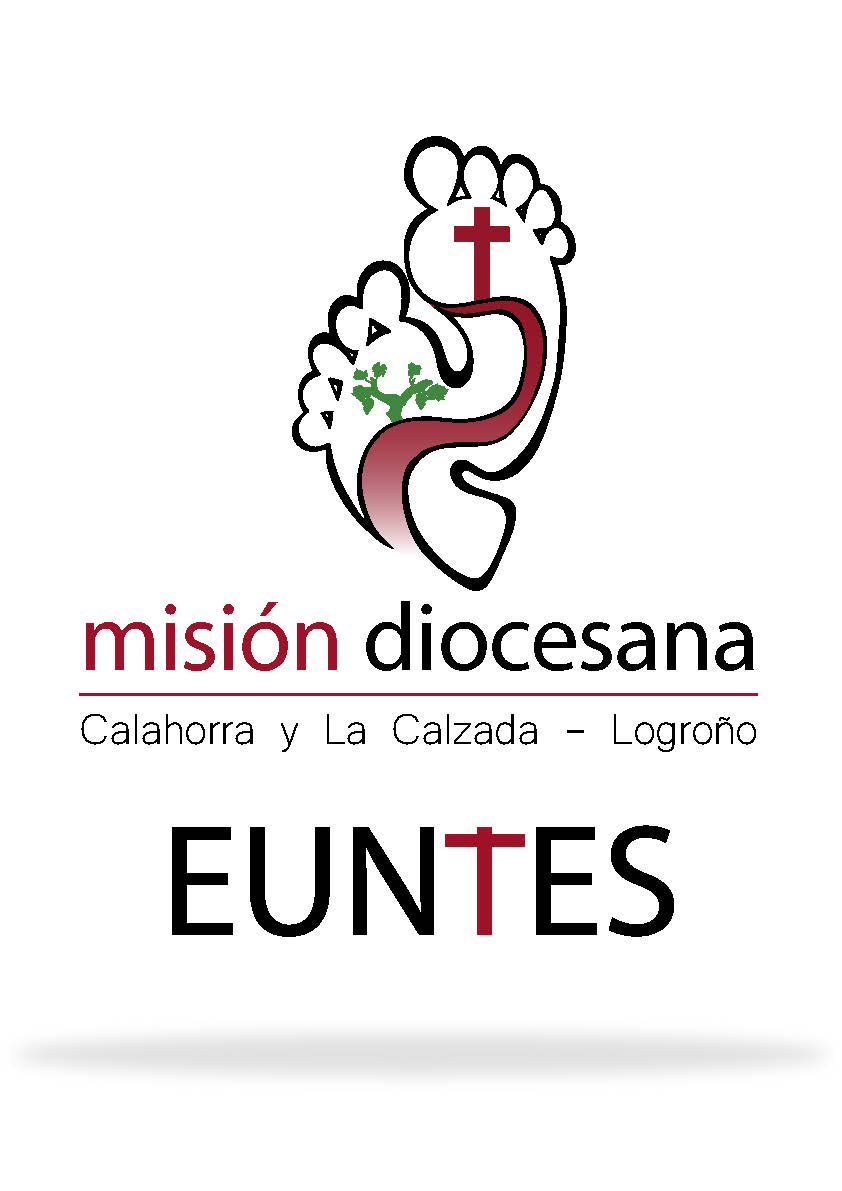 misión diocesana
Calahorra y La Calzada - Logroño
EUNTES